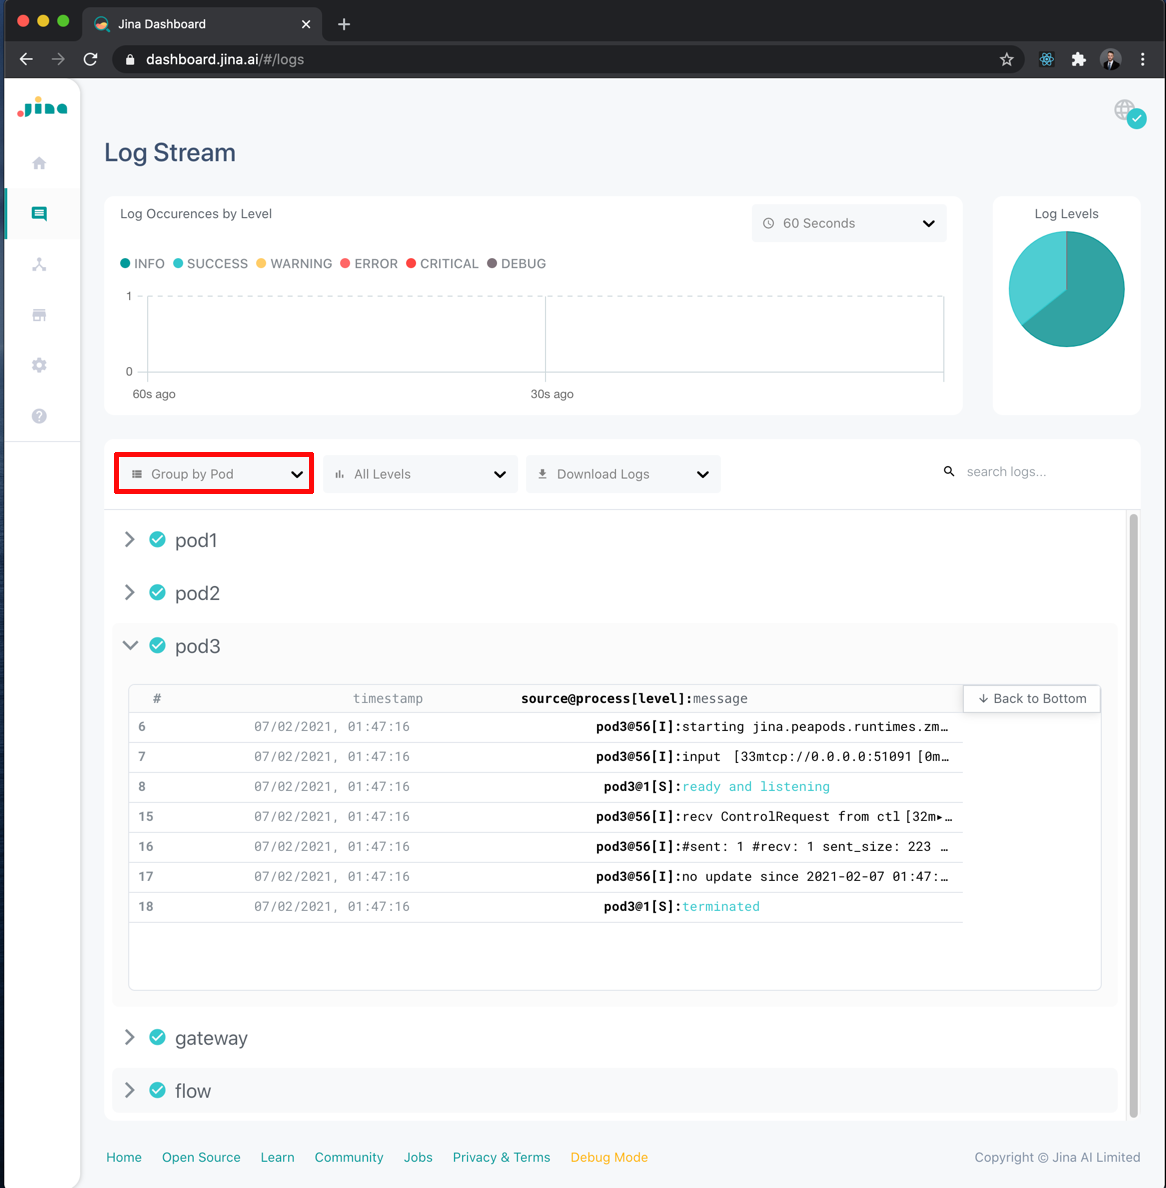 Jina Dashboard
dashboard.jina.ai/#/logs
jina
Log Stream
Log Occurences by Level
60 Seconds
INFO SUCCESS WARNING ERROR CRITICAL DEBUG
1
0
60s ago 30s ago
Log Levels
Group by Pod All Levels Download Logs search logs...
pod1
pod2
pod3
# timestamp source@process[level]:message
↓ Back to Bottom
6 07/02/2021, 01:47:16 pod3@56[I]:starting jina.peapods.runtimes.zm…
7 07/02/2021, 01:47:16 pod3@56[I]:input [33mtcp://0.0.0.0:51091[0m…
8 07/02/2021, 01:47:16 pod3@1[S]:ready and listening
15 07/02/2021, 01:47:16 pod3@56[I]:recv ControlRequest from ctl[32m▸…
16 07/02/2021, 01:47:16 pod3@56[I]:#sent: 1 #recv: 1 sent_size: 223 …
17 07/02/2021, 01:47:16 pod3@56[I]:no update since 2021-02-07 01:47:…
18 07/02/2021, 01:47:16 pod3@1[S]:terminated
gateway
flow
Home Open Source Learn Community Jobs Privacy & Terms Debug Mode Copyright © Jina AI Limited